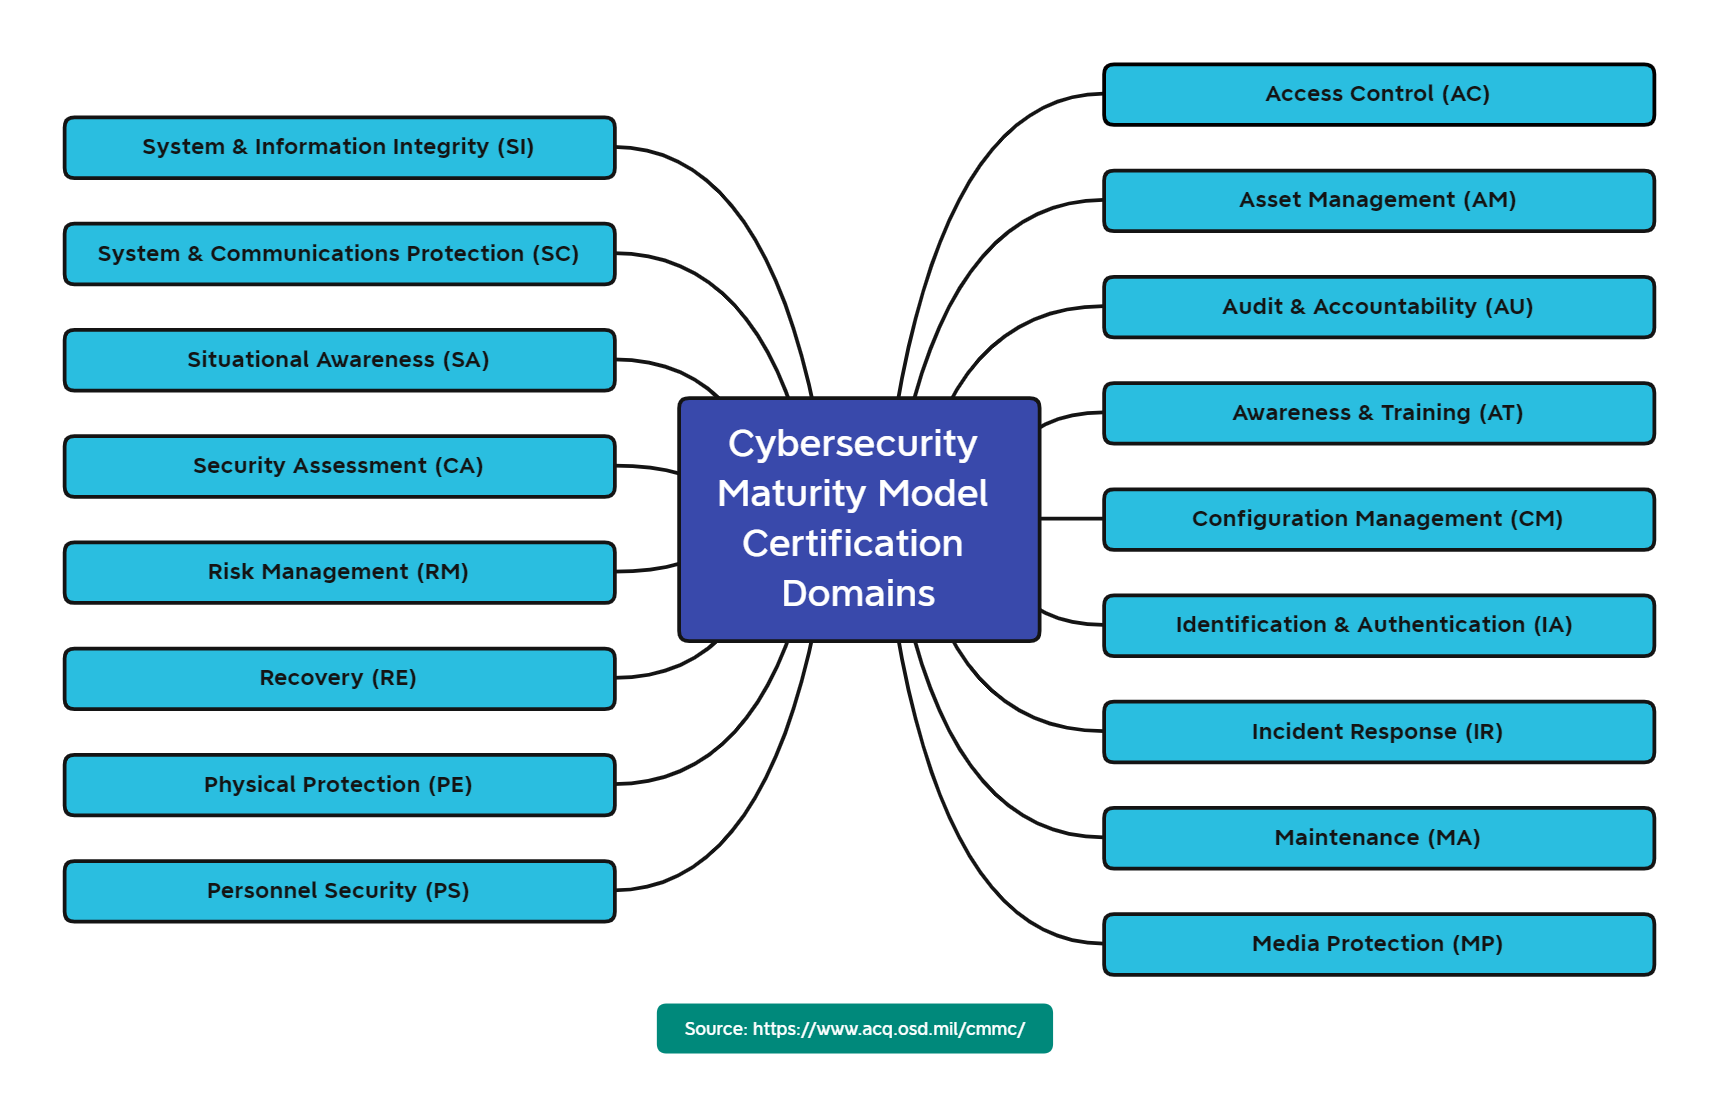 Cybersecurity
Maturity Model
Certification
Domains
Access Control (AC)
Asset Management (AM)
Audit & Accountability (AU)
Awareness & Training (AT)
Configuration Management (CM)
Identification & Authentication (IA)
Incident Response (IR)
Maintenance (MA)
Media Protection (MP)
System & Information Integrity (SI)
System & Communications Protection (SC)
Situational Awareness (SA)
Security Assessment (CA)
Risk Management (RM)
Recovery (RE)
Physical Protection (PE)
Personnel Security (PS)
Source: https://www.acq.osd.mil/cmmc/